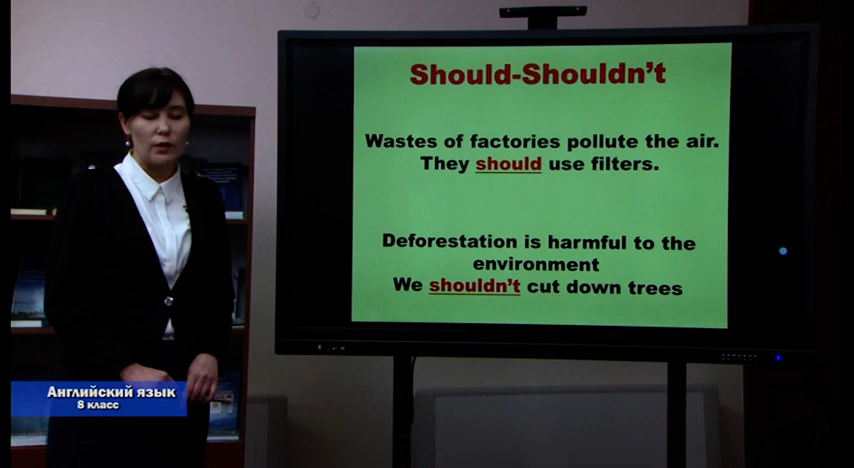 Should-Shouldn't
Wastes of factories pollute the air.
They should use filters.
Deforestation is harmful to the
environment
We shouldn't cut down trees
Английский язык
8 класс